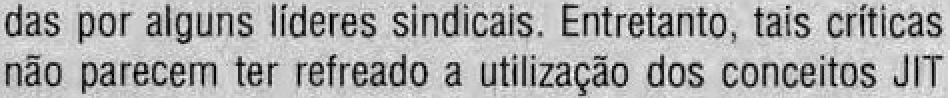 das por alguns líderes sindicais. Entretanto, tais críticas
não parecem ter refreado a utilização dos conceitos JIT